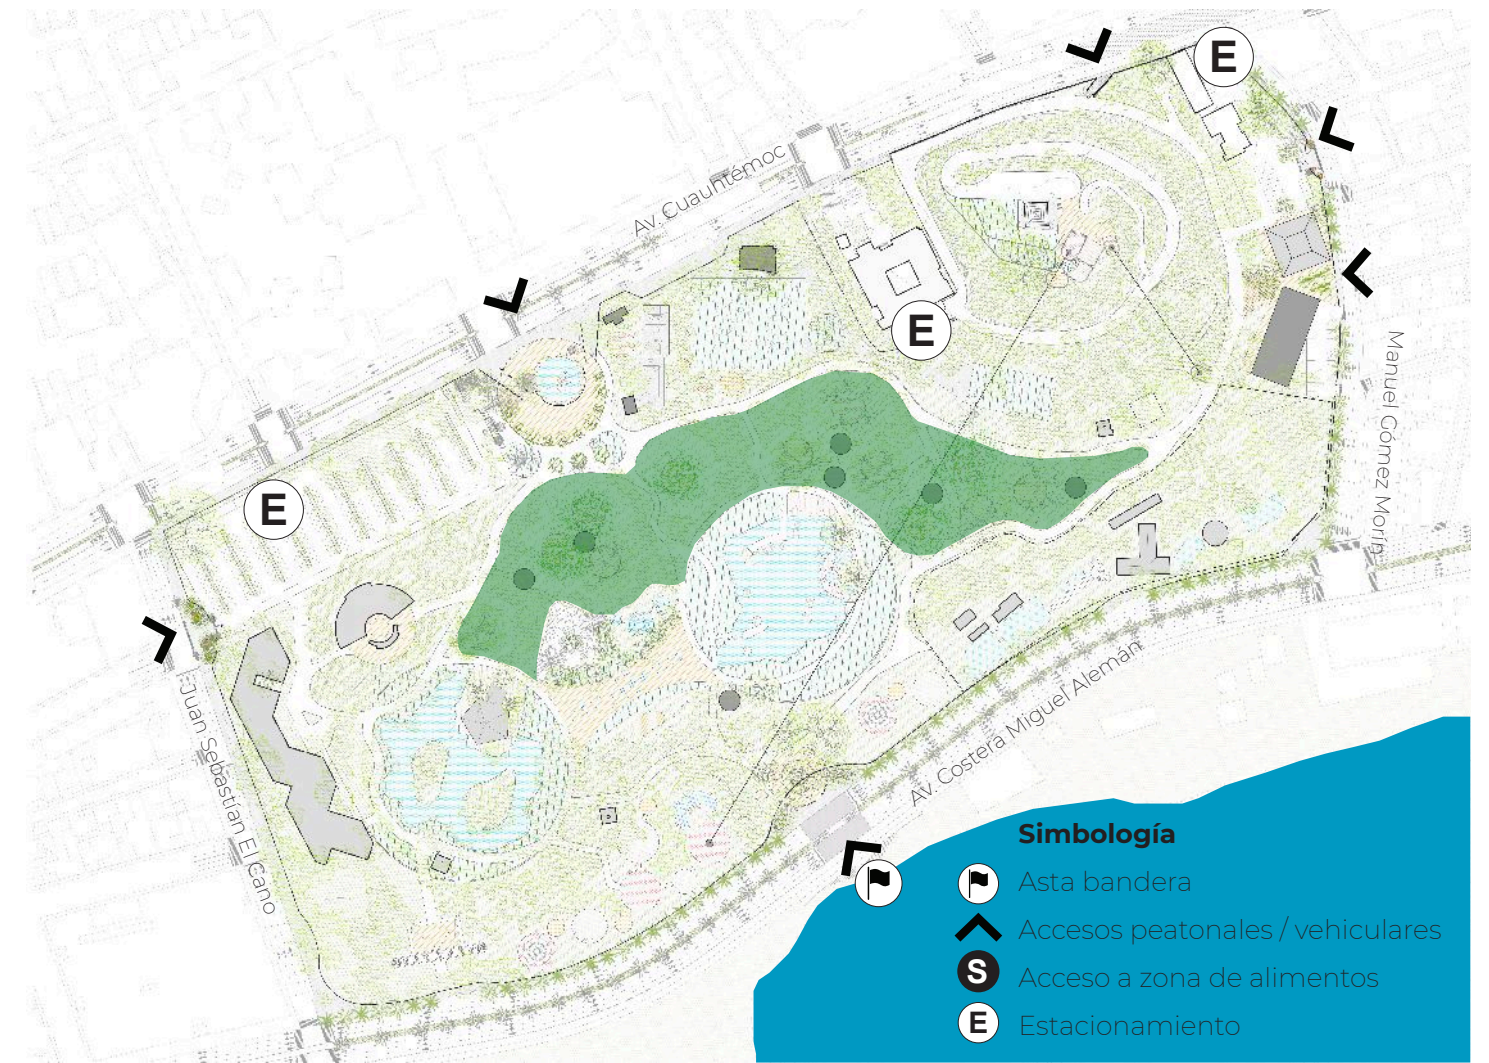 E
E
Av. Cuauhtémoc
E
Manuel Gómez Morín
Juan Sebastían El Cano
Av. Costera Miguel Alemán
Simbología
Asta bandera
Accesos peatonales / vehiculares
S Acceso a zona de alimentos
E Estacionamiento